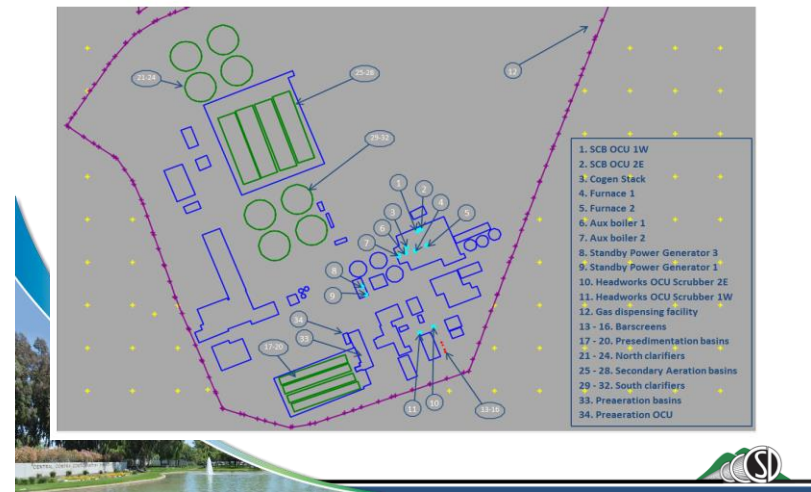 21-24
25-28
12
29-32
1
2
3
4
6
5
7
8
9
34
33
17-20
11
10
13-16
1. SCB OCU 1W
2. SCB OCU 2E
3. Cogen Stack
4. Furnace 1
5. Furnace 2
6. Aux boiler 1
7. Aux boiler 2
8. Standby Power Generator 3
9. Standby Power Generator 1
10. Headworks OCU Scrubber 2E
11. Headworks OCU Scrubber 1W
12. Gas dispensing facility
13 - 16. Barscreens
17 - 20. Presedimentation basins
21 - 24. North clarifiers
25 - 28. Secondary Aeration basins
29 - 32. South clarifiers
33. Preaeration basins
34. Preaeration OCU
CENTRAL CONTRA COSTA